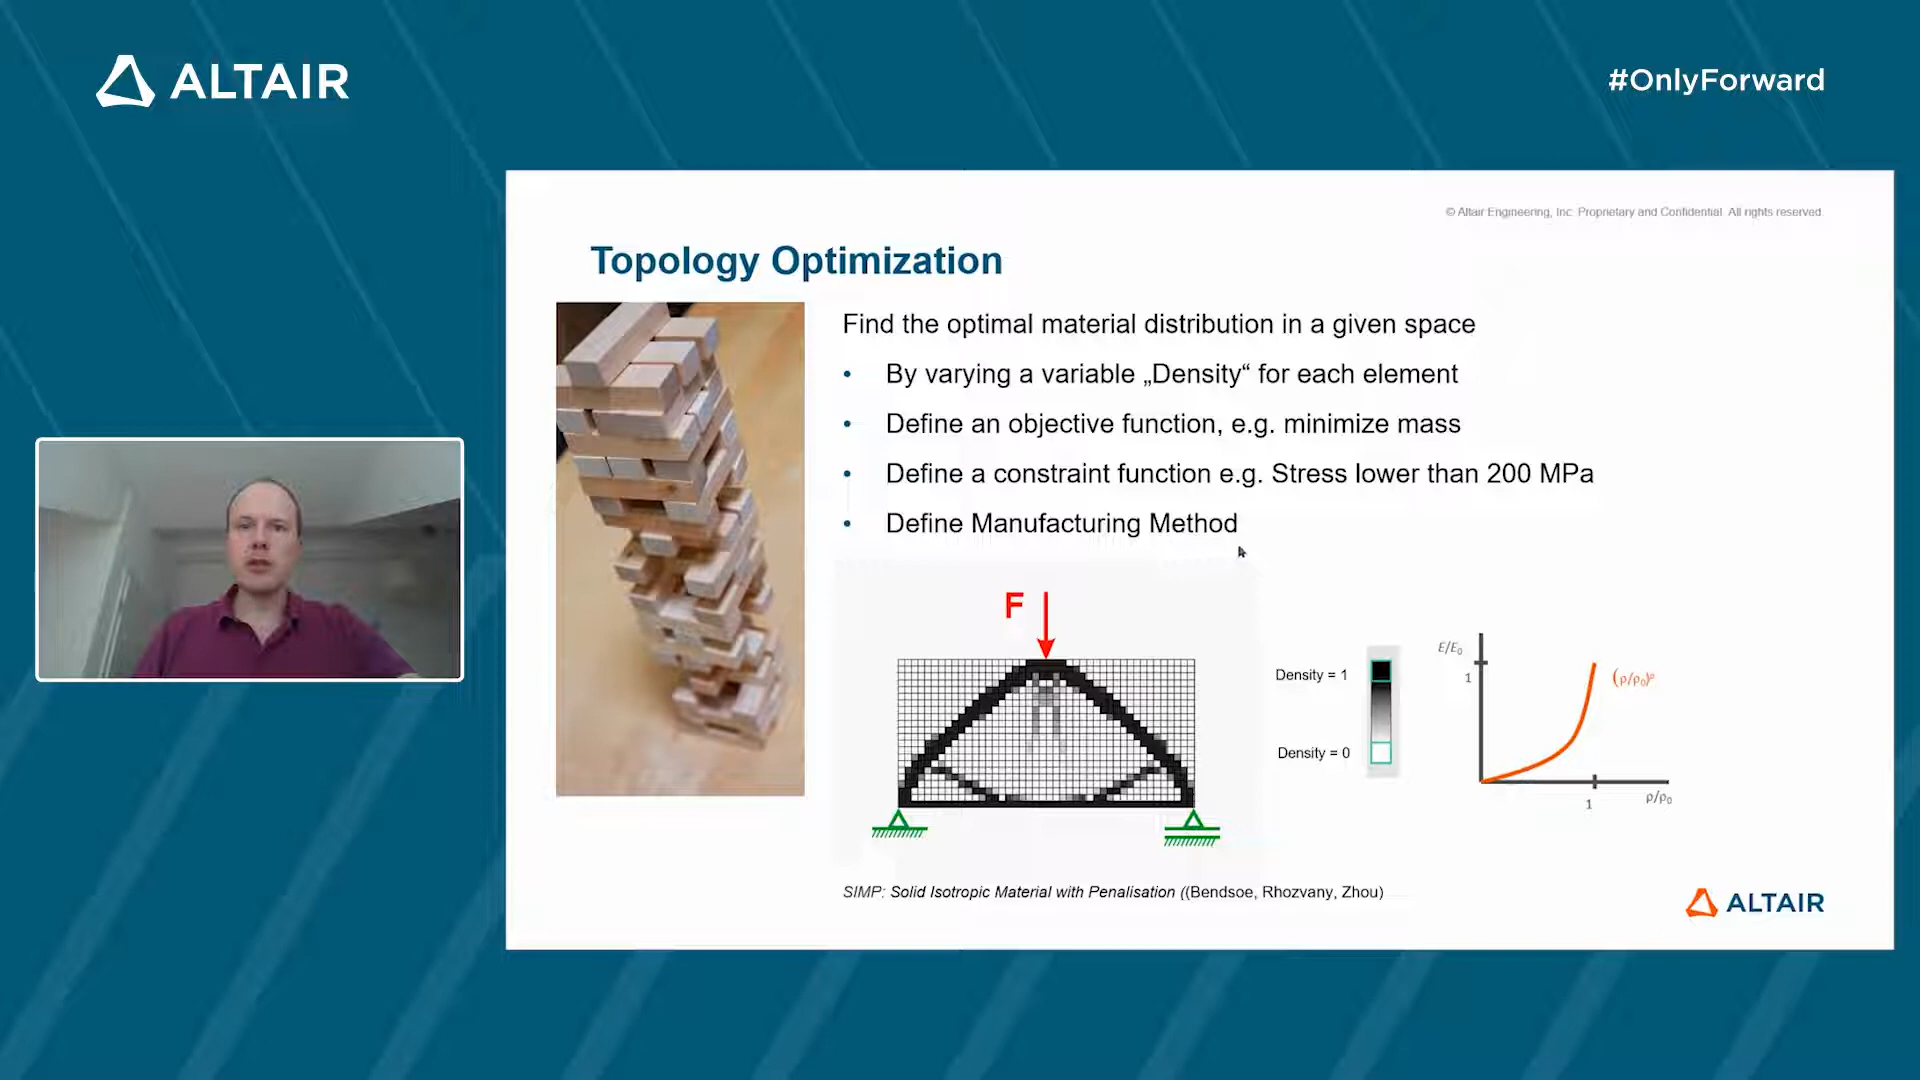 ALTAIR
#OnlyForward
© Altair Engineering, Inc. Proprietary and Confidential. All rights reserved.
Topology Optimization
Find the optimal material distribution in a given space
• By varying a variable „Density“ for each element
• Define an objective function, e.g. minimize mass
• Define a constraint function e.g. Stress lower than 200 MPa
• Define Manufacturing Method
F
Density = 1
Density = 0
E/E₀
1
(ρ/ρ₀)ᵖ
1
ρ/ρ₀
SIMP: Solid Isotropic Material with Penalisation ((Bendsoe, Rhozvany, Zhou)
ALTAIR